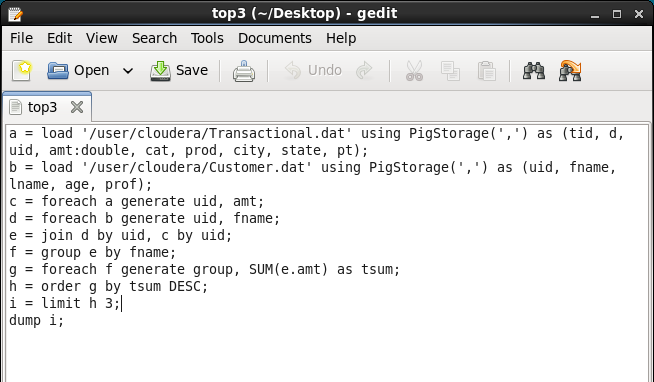 top3 (~/Desktop) - gedit
File Edit View Search Tools Documents Help
Open Save Undo
top3
a = load '/user/cloudera/Transactional.dat' using PigStorage(',') as (tid, d,
uid, amt:double, cat, prod, city, state, pt);
b = load '/user/cloudera/Customer.dat' using PigStorage(',') as (uid, fname,
lname, age, prof);
c = foreach a generate uid, amt;
d = foreach b generate uid, fname;
e = join d by uid, c by uid;
f = group e by fname;
g = foreach f generate group, SUM(e.amt) as tsum;
h = order g by tsum DESC;
i = limit h 3;
dump i;